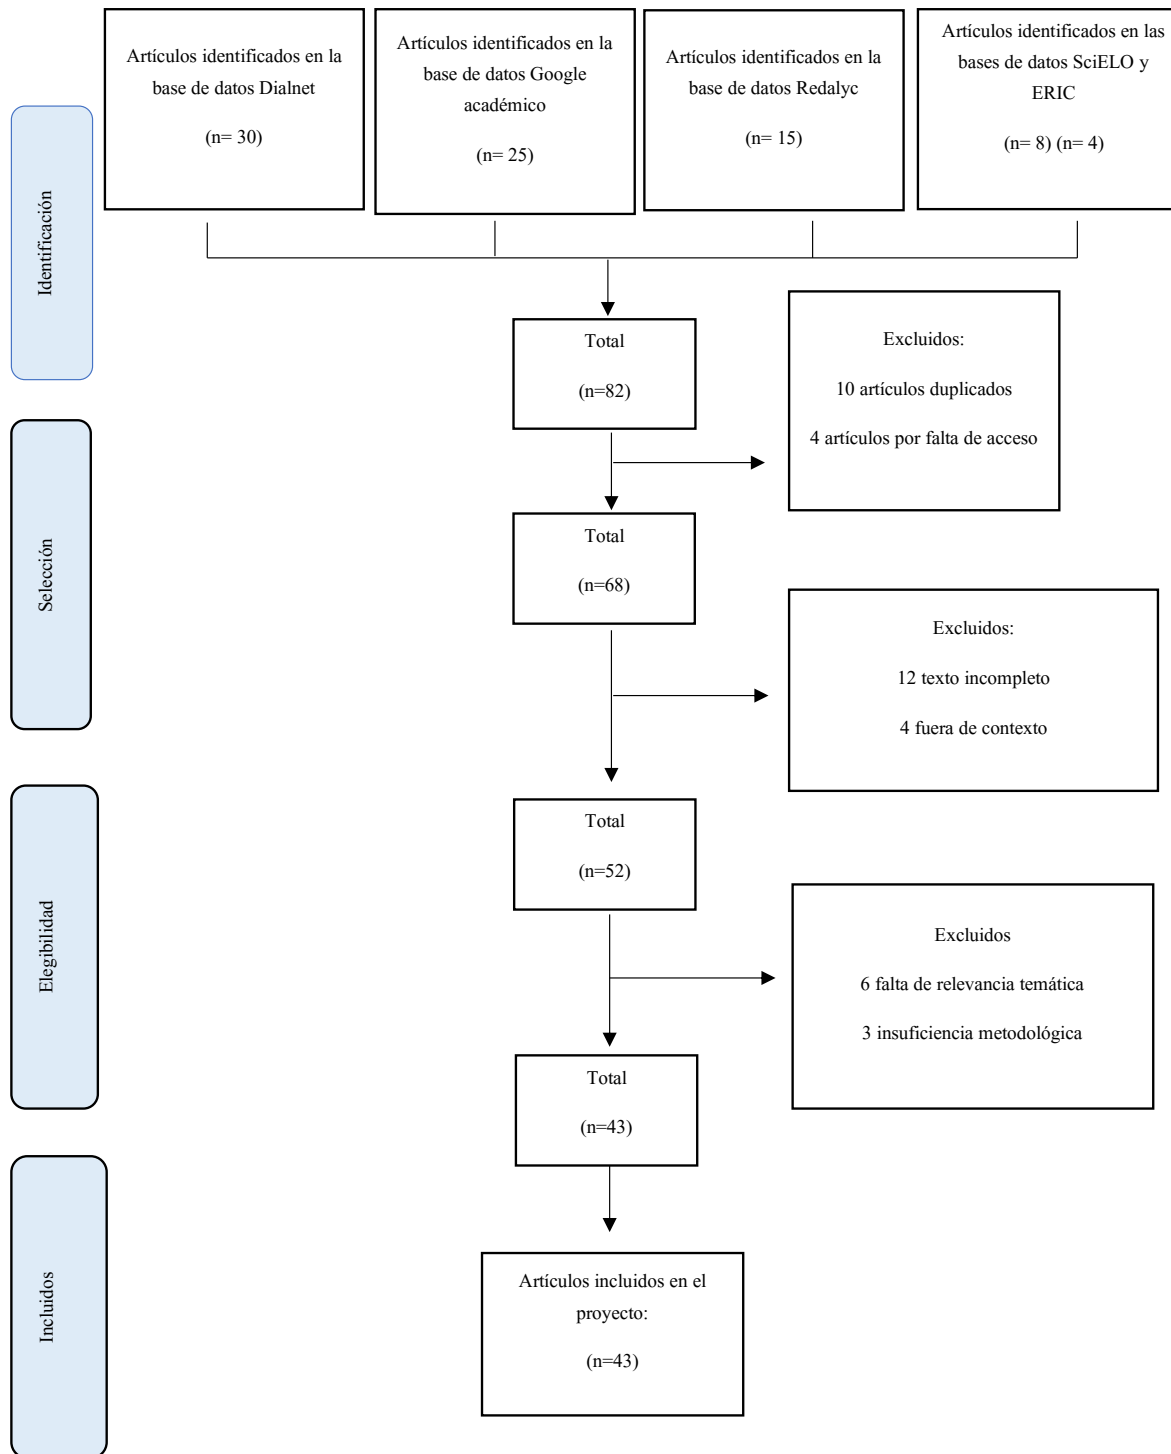 Artículos identificados en la
base de datos Dialnet
(n= 30)
Artículos identificados en la
base de datos Google
académico
(n= 25)
Artículos identificados en la
base de datos Redalyc
(n= 15)
Artículos identificados en las
bases de datos SciELO y
ERIC
(n= 8) (n= 4)
Identificación
Total
(n=82)
Excluidos:
10 artículos duplicados
4 artículos por falta de acceso
Selección
Total
(n=68)
Excluidos:
12 texto incompleto
4 fuera de contexto
Elegibilidad
Total
(n=52)
Excluidos
6 falta de relevancia temática
3 insuficiencia metodológica
Total
(n=43)
Incluidos
Artículos incluidos en el
proyecto:
(n=43)